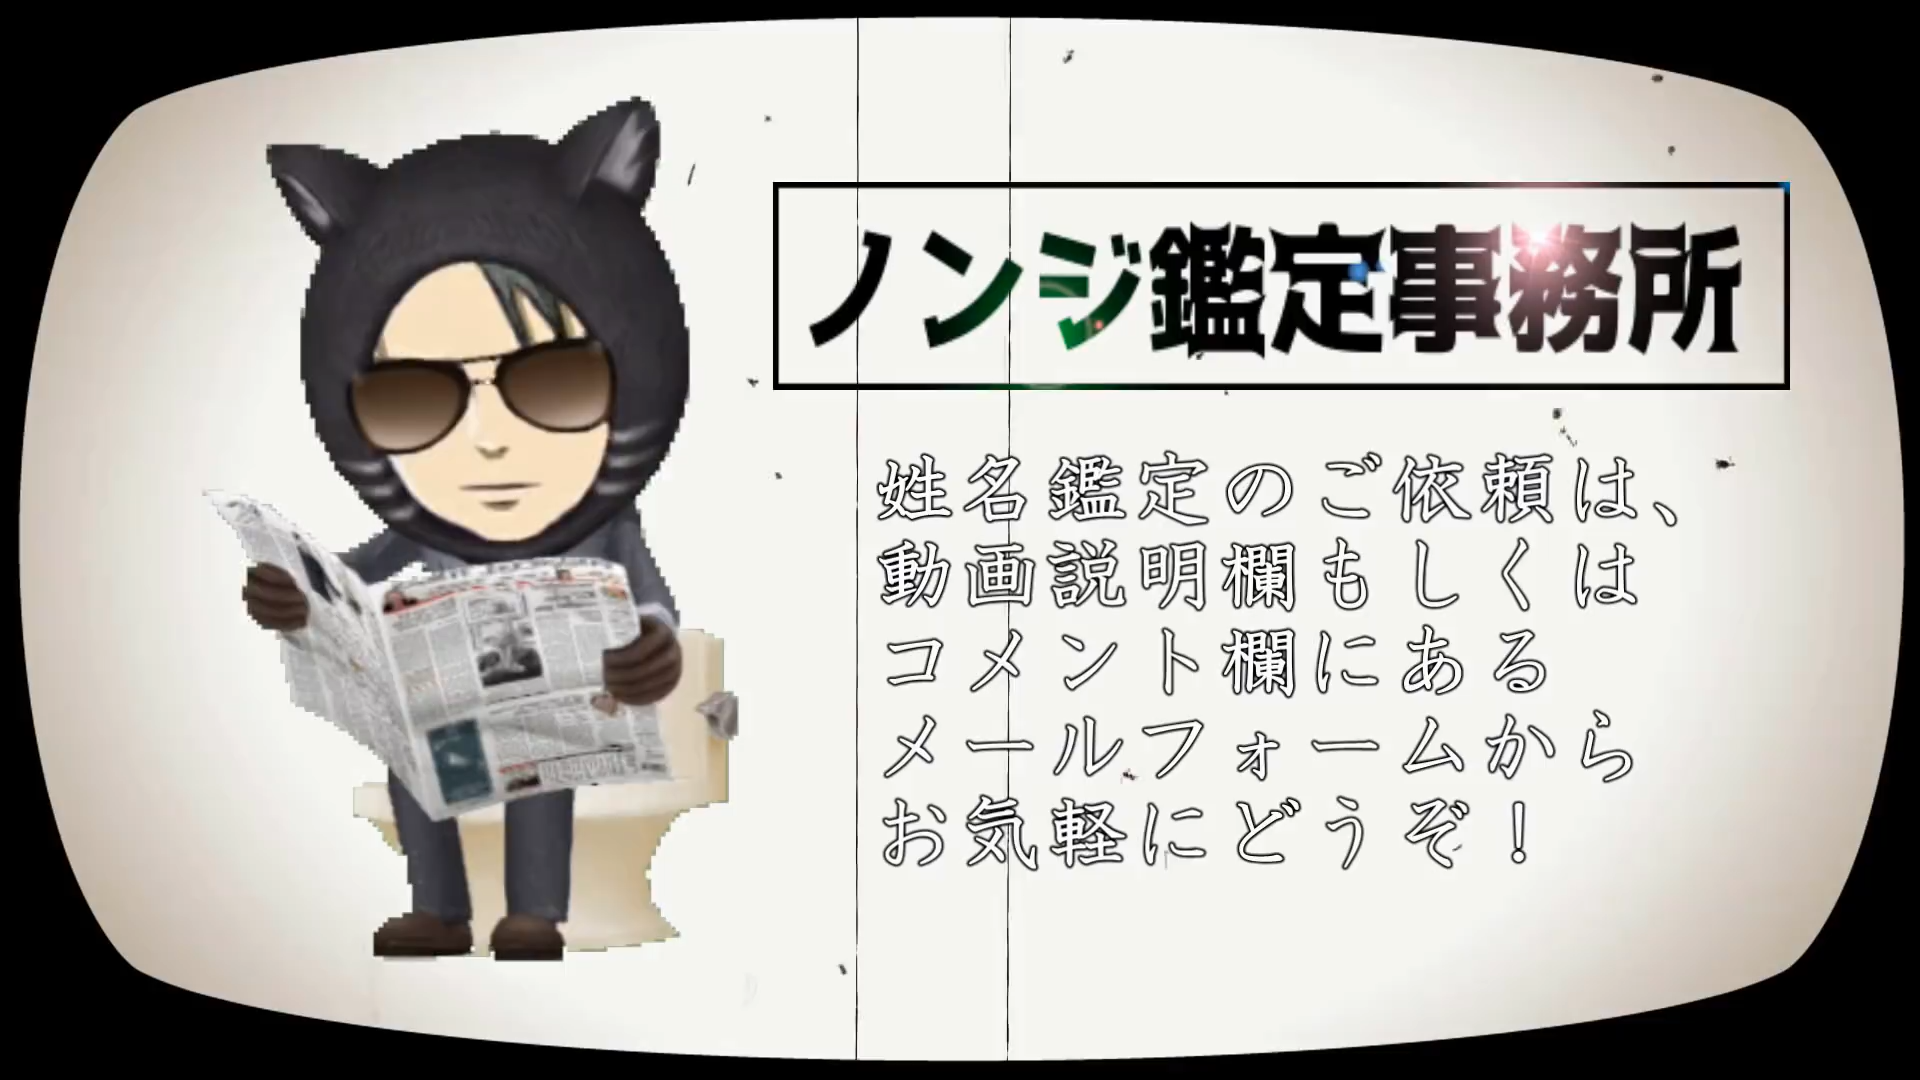 ノンジ鑑定事務所
姓名鑑定のご依頼は、
動画説明欄もしくは
コメント欄にある
メールフォームから
お気軽にどうぞ！